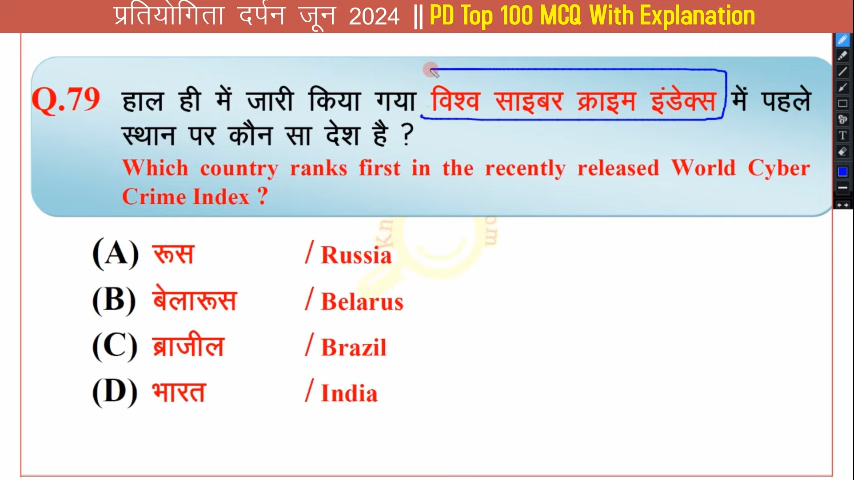 प्रतियोगिता दर्पन जून 2024 || PD Top 100 MCQ With Explanation
Q.79 हाल ही में जारी किया गया विश्व साइबर क्राइम इंडेक्स में पहले
स्थान पर कौन सा देश है ?
Which country ranks first in the recently released World Cyber
Crime Index ?
(A) रूस / Russia
(B) बेलारूस / Belarus
(C) ब्राजील / Brazil
(D) भारत / India